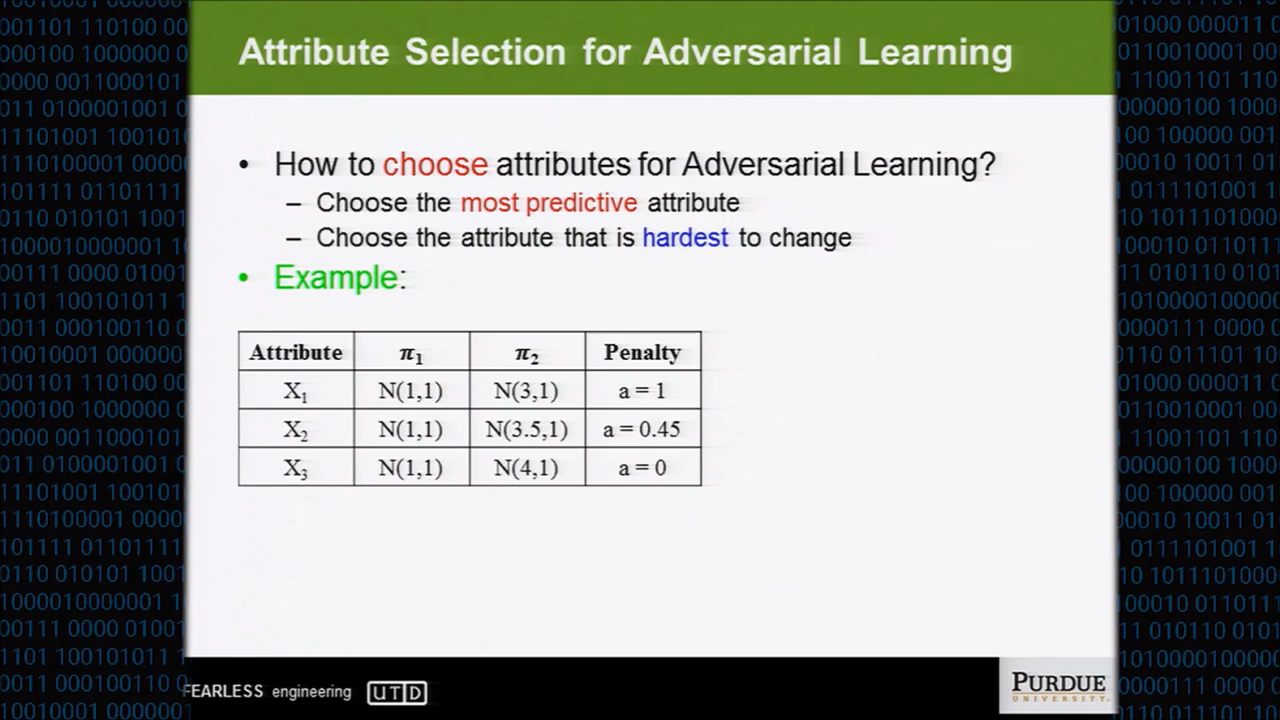 Attribute Selection for Adversarial Learning
• How to choose attributes for Adversarial Learning?
– Choose the most predictive attribute
– Choose the attribute that is hardest to change
• Example:
Attribute π₁ π₂ Penalty
X₁ N(1,1) N(3,1) a = 1
X₂ N(1,1) N(3.5,1) a = 0.45
X₃ N(1,1) N(4,1) a = 0
FEARLESS engineering UTD
PURDUE
UNIVERSITY